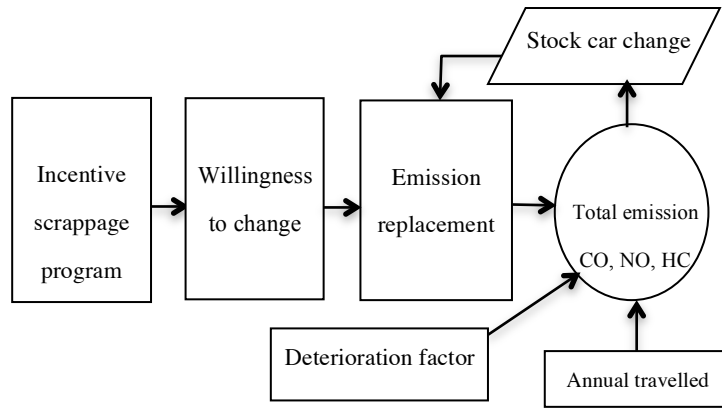 Stock car change
Incentive
scrappage
program
Willingness
to change
Emission
replacement
Total emission
CO, NO, HC
Deterioration factor
Annual travelled